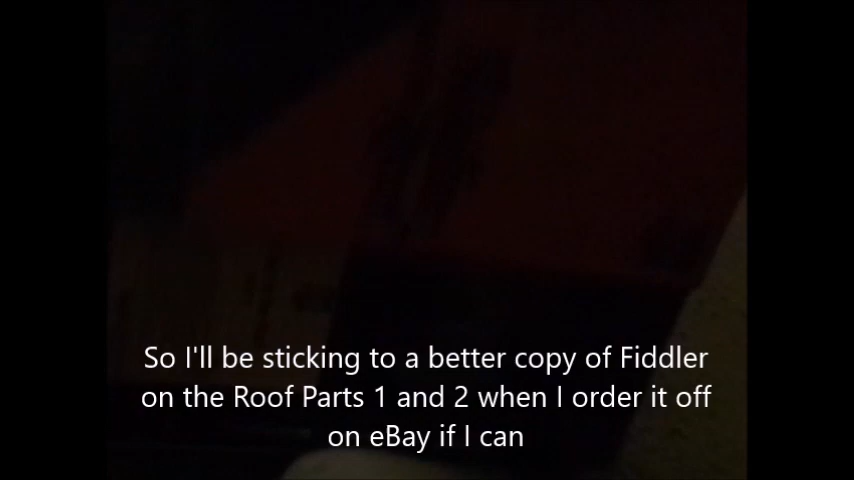 So I'll be sticking to a better copy of Fiddler
on the Roof Parts 1 and 2 when I order it off
on eBay if I can